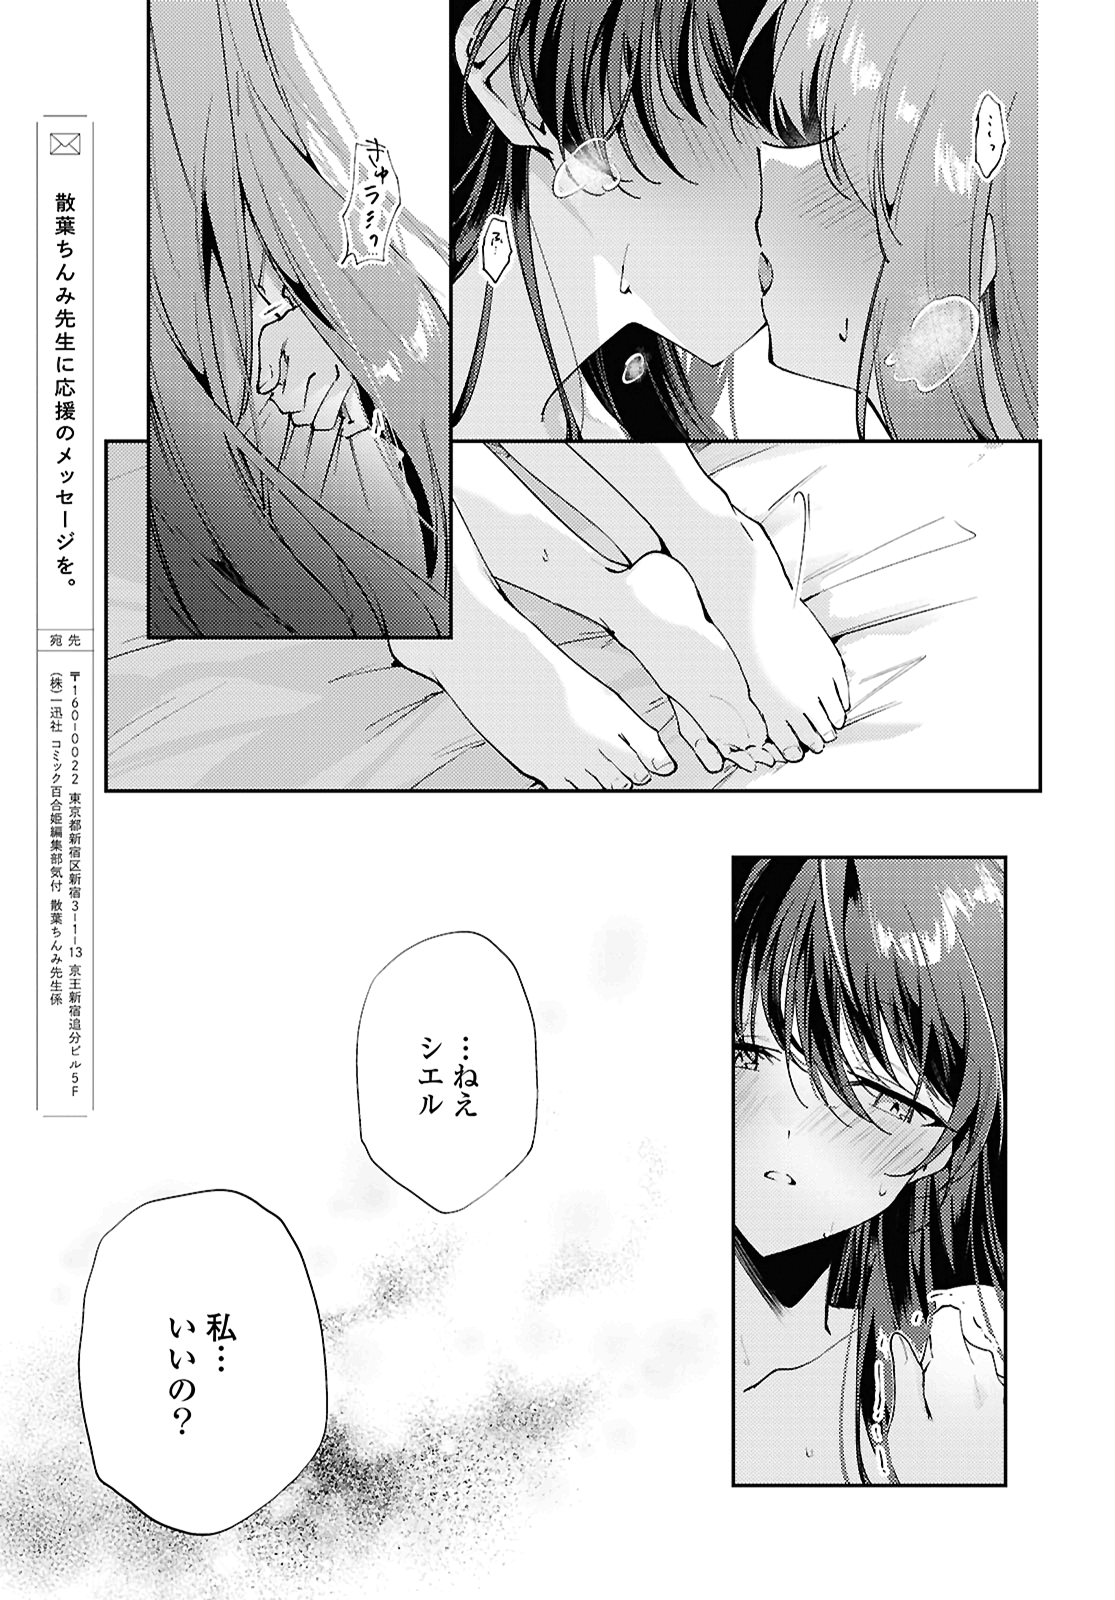 …っ
ふ…
きゅうぅっ
…ねえ
シエル
私…
いいの？
散葉ちんみ先生に応援のメッセージを。
宛先
〒160-0022 東京都新宿区新宿3-1-13 京王新宿追分ビル5F
(株)一迅社 コミック百合姫編集部気付 散葉ちんみ先生係